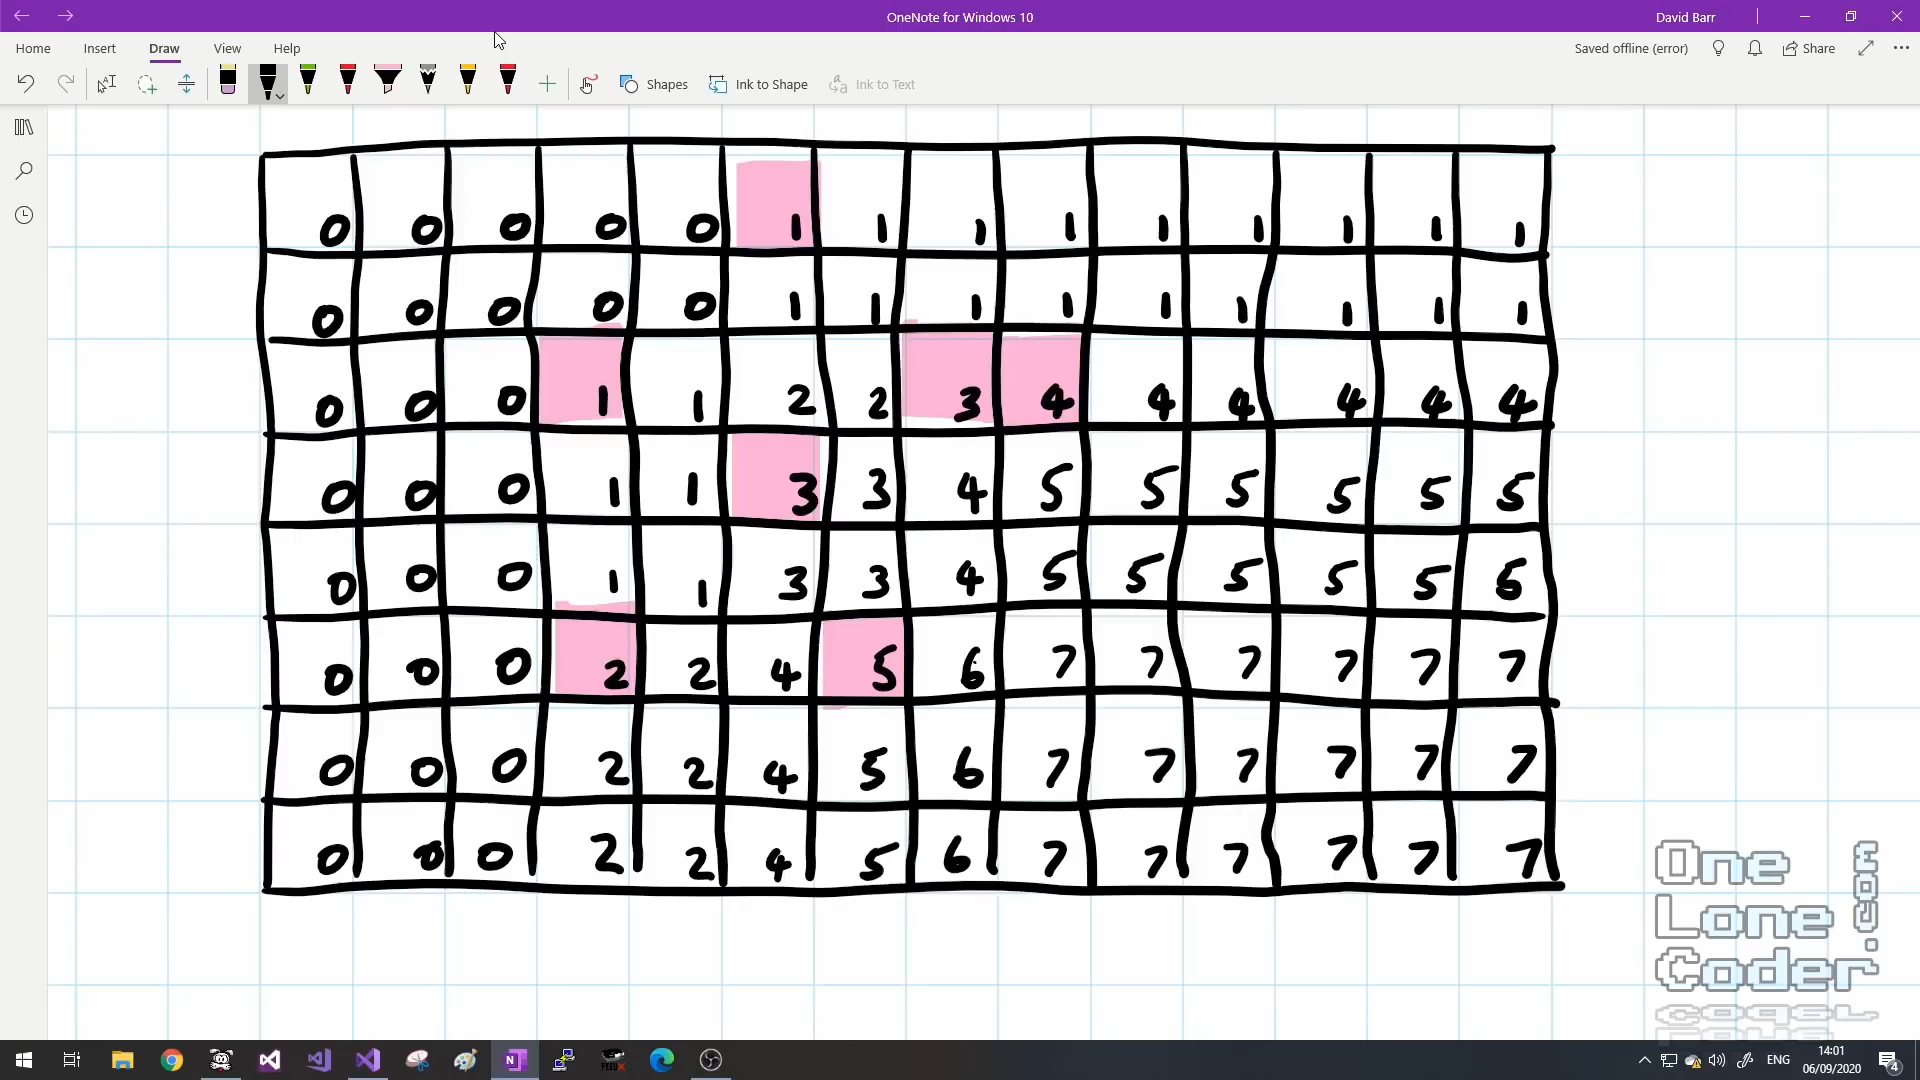 OneNote for Windows 10
David Barr
Home Insert Draw View Help
Saved offline (error) Share
Shapes Ink to Shape Ink to Text
0 0 0 0 0 1 1 1 1 1 1 1 1 1
0 0 0 0 0 1 1 1 1 1 1 1 1 1
0 0 0 1 1 2 2 3 4 4 4 4 4 4
0 0 0 1 1 3 3 4 5 5 5 5 5 5
0 0 0 1 1 3 3 4 5 5 5 5 5 5
0 0 0 2 2 4 5 6 7 7 7 7 7 7
0 0 0 2 2 4 5 6 7 7 7 7 7 7
0 0 0 2 2 4 5 6 7 7 7 7 7 7
One
Lone
Coder
.com
ENG
14:01
06/09/2020
4